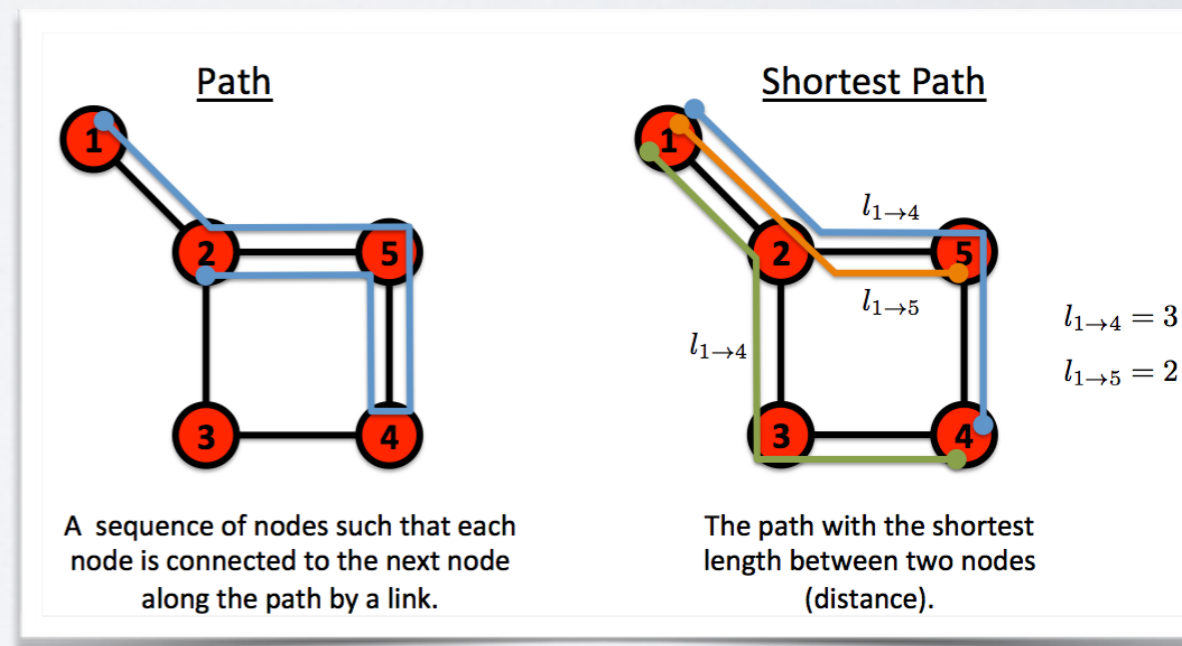 Path
1
2
5
3
4
A sequence of nodes such that each
node is connected to the next node
along the path by a link.
Shortest Path
1
l1→4
2
5
l1→5
l1→4
3
4
l1→4 = 3
l1→5 = 2
The path with the shortest
length between two nodes
(distance).